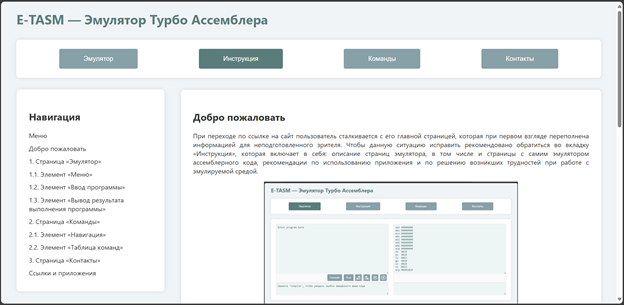 E-TASM — Эмулятор Турбо Ассемблера
Эмулятор
Инструкция
Команды
Контакты
Навигация
Меню
Добро пожаловать
1. Страница «Эмулятор»
1.1. Элемент «Меню»
1.2. Элемент «Ввод программы»
1.3. Элемент «Вывод результата
выполнения программы»
2. Страница «Команды»
2.1. Элемент «Навигация»
2.2. Элемент «Таблица команд»
3. Страница «Контакты»
Ссылки и приложения
Добро пожаловать
При переходе по ссылке на сайт пользователь сталкивается с его главной страницей, которая при первом взгляде переполнена
информацией для неподготовленного зрителя. Чтобы данную ситуацию исправить рекомендовано обратиться во вкладку
«Инструкция», которая включает в себя: описание страниц эмулятора, в том числе и страницы с самим эмулятором
ассемблерного кода, рекомендации по использованию приложения и по решению возникших трудностей при работе с
эмулируемой средой.
E-TASM — Эмулятор Турбо Ассемблера
Эмулятор
Инструкция
Команды
Контакты